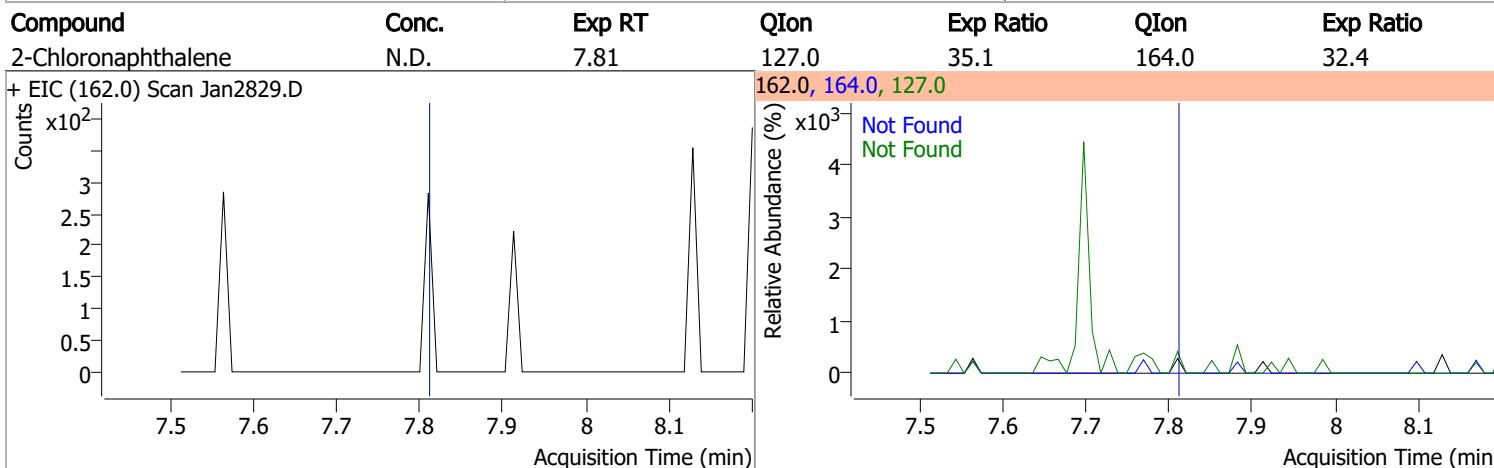 Compound Conc. Exp RT QIon Exp Ratio QIon Exp Ratio
2-Chloronaphthalene N.D. 7.81 127.0 35.1 164.0 32.4
+ EIC (162.0) Scan Jan2829.D
162.0, 164.0, 127.0
Counts
x10²
3
2.5
2
1.5
1
0.5
0
7.5 7.6 7.7 7.8 7.9 8 8.1
Acquisition Time (min)
Relative Abundance (%)
x10³
Not Found
Not Found
4
3
2
1
0
7.5 7.6 7.7 7.8 7.9 8 8.1
Acquisition Time (min)